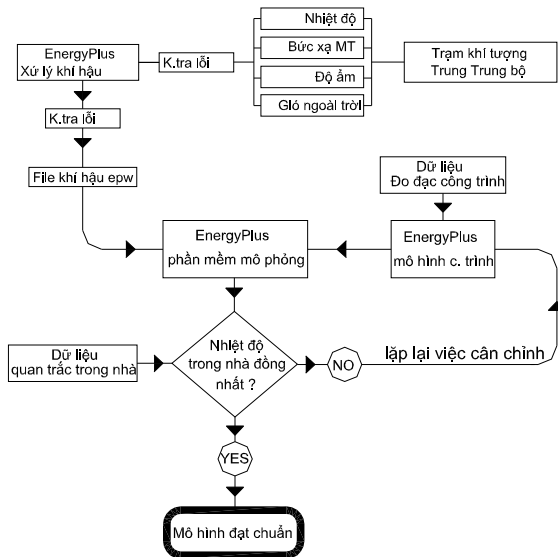 EnergyPlus
Xử lý khí hậu
K.tra lỗi
Nhiệt độ
Bức xạ MT
Độ ẩm
Gió ngoài trời
Trạm khí tượng
Trung Trung bộ
K.tra lỗi
File khí hậu epw
Dữ liệu
Đo đạc công trình
EnergyPlus
phần mềm mô phỏng
EnergyPlus
mô hình c. trình
Dữ liệu
quan trắc trong nhà
Nhiệt độ
trong nhà đồng
nhất ?
NO
lặp lại việc cân chỉnh
YES
Mô hình đạt chuẩn